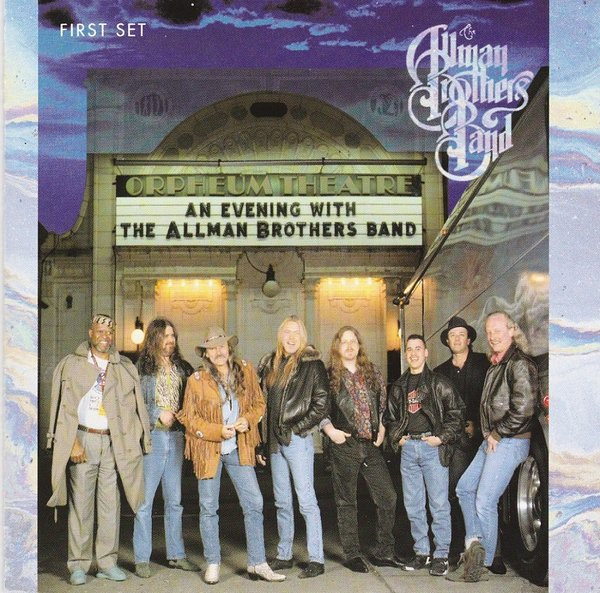 FIRST SET
The
Allman
Brothers
Band
ORPHEUM THEATRE
AN EVENING WITH
THE ALLMAN BROTHERS BAND